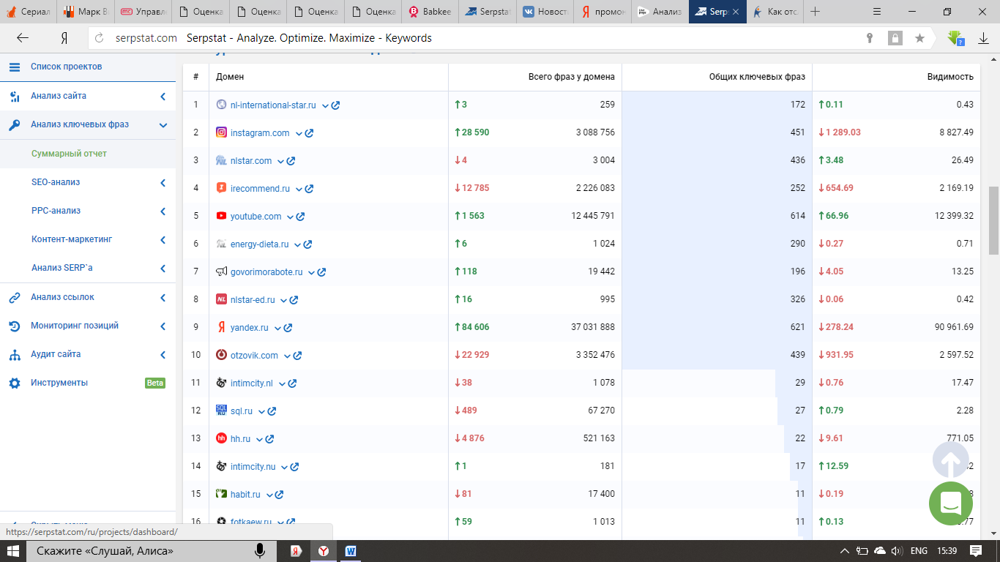 Сериал
Марк В
Управл
Оценка
Оценка
Оценка
Оценка
Babkee
Serpsta
Новост
промон
Анализ
Serps
Как отс
serpstat.com Serpstat - Analyze. Optimize. Maximize - Keywords
Список проектов
Анализ сайта
Анализ ключевых фраз
Суммарный отчет
SEO-анализ
PPC-анализ
Контент-маркетинг
Анализ SERP`а
Анализ ссылок
Мониторинг позиций
Аудит сайта
Инструменты Beta
# Домен Всего фраз у домена Общих ключевых фраз Видимость
1 nl-international-star.ru ↑3 259 172 ↑0.11 0.43
2 instagram.com ↑28 590 3 088 756 451 ↓1 289.03 8 827.49
3 nlstar.com ↓4 3 004 436 ↑3.48 26.49
4 irecommend.ru ↓12 785 2 226 083 252 ↓654.69 2 169.19
5 youtube.com ↑1 563 12 445 791 614 ↑66.96 12 399.32
6 energy-dieta.ru ↑6 1 024 290 ↓0.27 0.71
7 govorimorabote.ru ↑118 19 442 196 ↓4.05 13.25
8 nlstar-ed.ru ↑16 995 326 ↓0.06 0.42
9 yandex.ru ↑84 606 37 031 888 621 ↓278.24 90 961.69
10 otzovik.com ↓22 929 3 352 476 439 ↓931.95 2 597.52
11 intimcity.nl ↓38 1 078 29 ↓0.76 17.47
12 sql.ru ↓489 67 270 27 ↑0.79 2.28
13 hh.ru ↓4 876 521 163 22 ↓9.61 771.05
14 intimcity.nu ↑1 181 17 ↑12.59
15 habit.ru ↓81 17 400 11 ↓0.19
16 fotkaew.ru ↑59 1 013 11 ↑0.13
https://serpstat.com/ru/projects/dashboard/
Скажите «Слушай, Алиса»
ENG 15:39